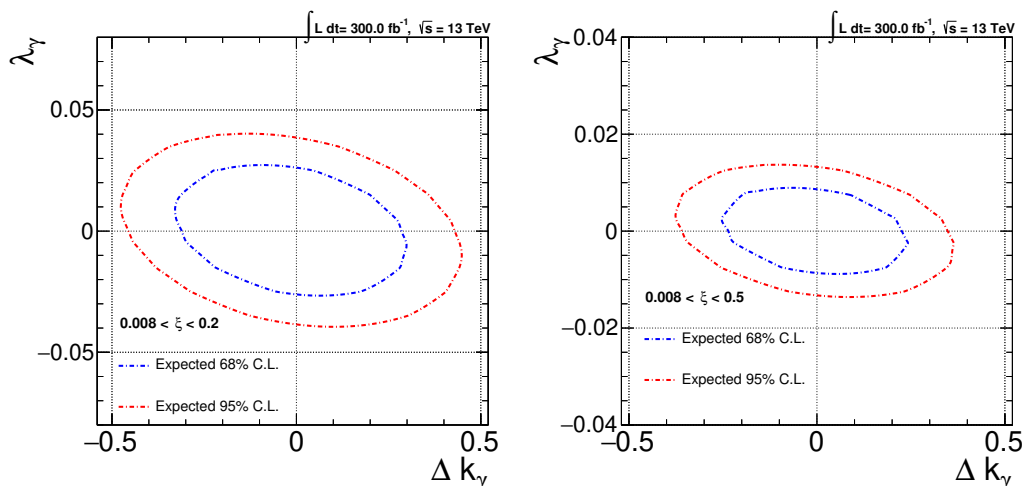 ∫ L dt= 300.0 fb⁻¹, √s = 13 TeV
λγ
0.05
0
−0.05
0.008 < ξ < 0.2
Expected 68% C.L.
Expected 95% C.L.
−0.5 0 0.5
Δ kγ
∫ L dt= 300.0 fb⁻¹, √s = 13 TeV
λγ
0.04
0.02
0
−0.02
−0.04
0.008 < ξ < 0.5
Expected 68% C.L.
Expected 95% C.L.
−0.5 0 0.5
Δ kγ